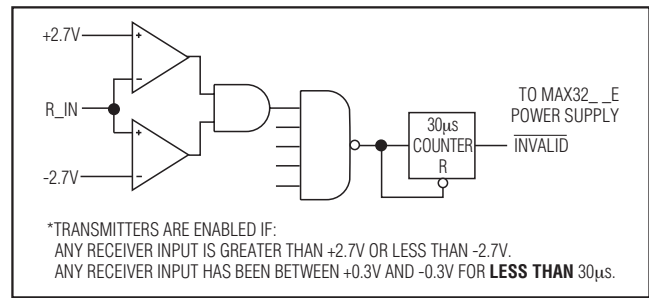 +2.7V
R_IN
-2.7V
30µs
COUNTER
R
TO MAX32_ _E
POWER SUPPLY
INVALID
*TRANSMITTERS ARE ENABLED IF:
ANY RECEIVER INPUT IS GREATER THAN +2.7V OR LESS THAN -2.7V.
ANY RECEIVER INPUT HAS BEEN BETWEEN +0.3V AND -0.3V FOR LESS THAN 30µs.